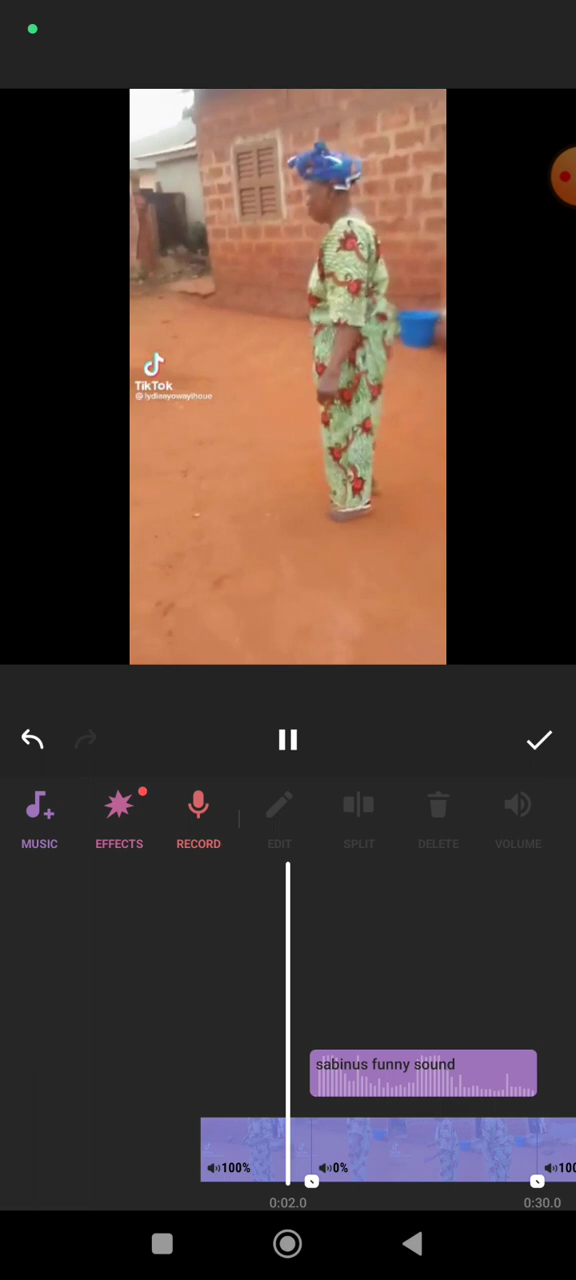 TikTok
MUSIC
EFFECTS
RECORD
EDIT
SPLIT
DELETE
VOLUME
sabinus funny sound
100%
0%
100
0:02.0
0:30.0